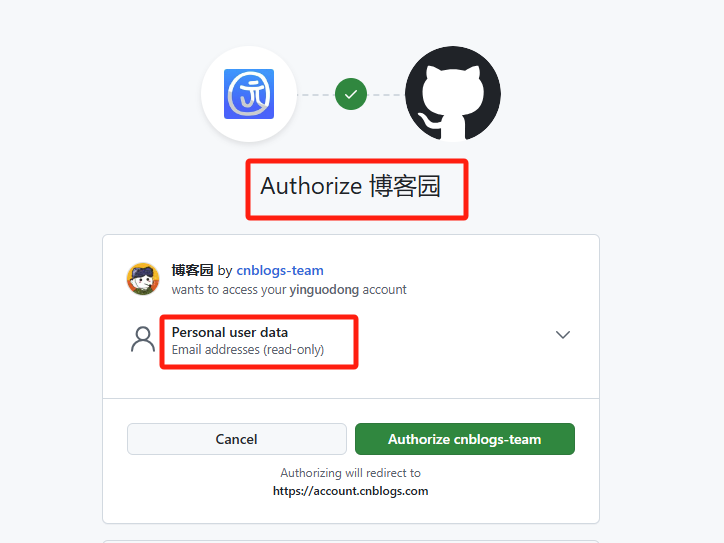 Authorize 博客园
博客园 by cnblogs-team
wants to access your yinguodong account
Personal user data
Email addresses (read-only)
Cancel
Authorize cnblogs-team
Authorizing will redirect to
https://account.cnblogs.com